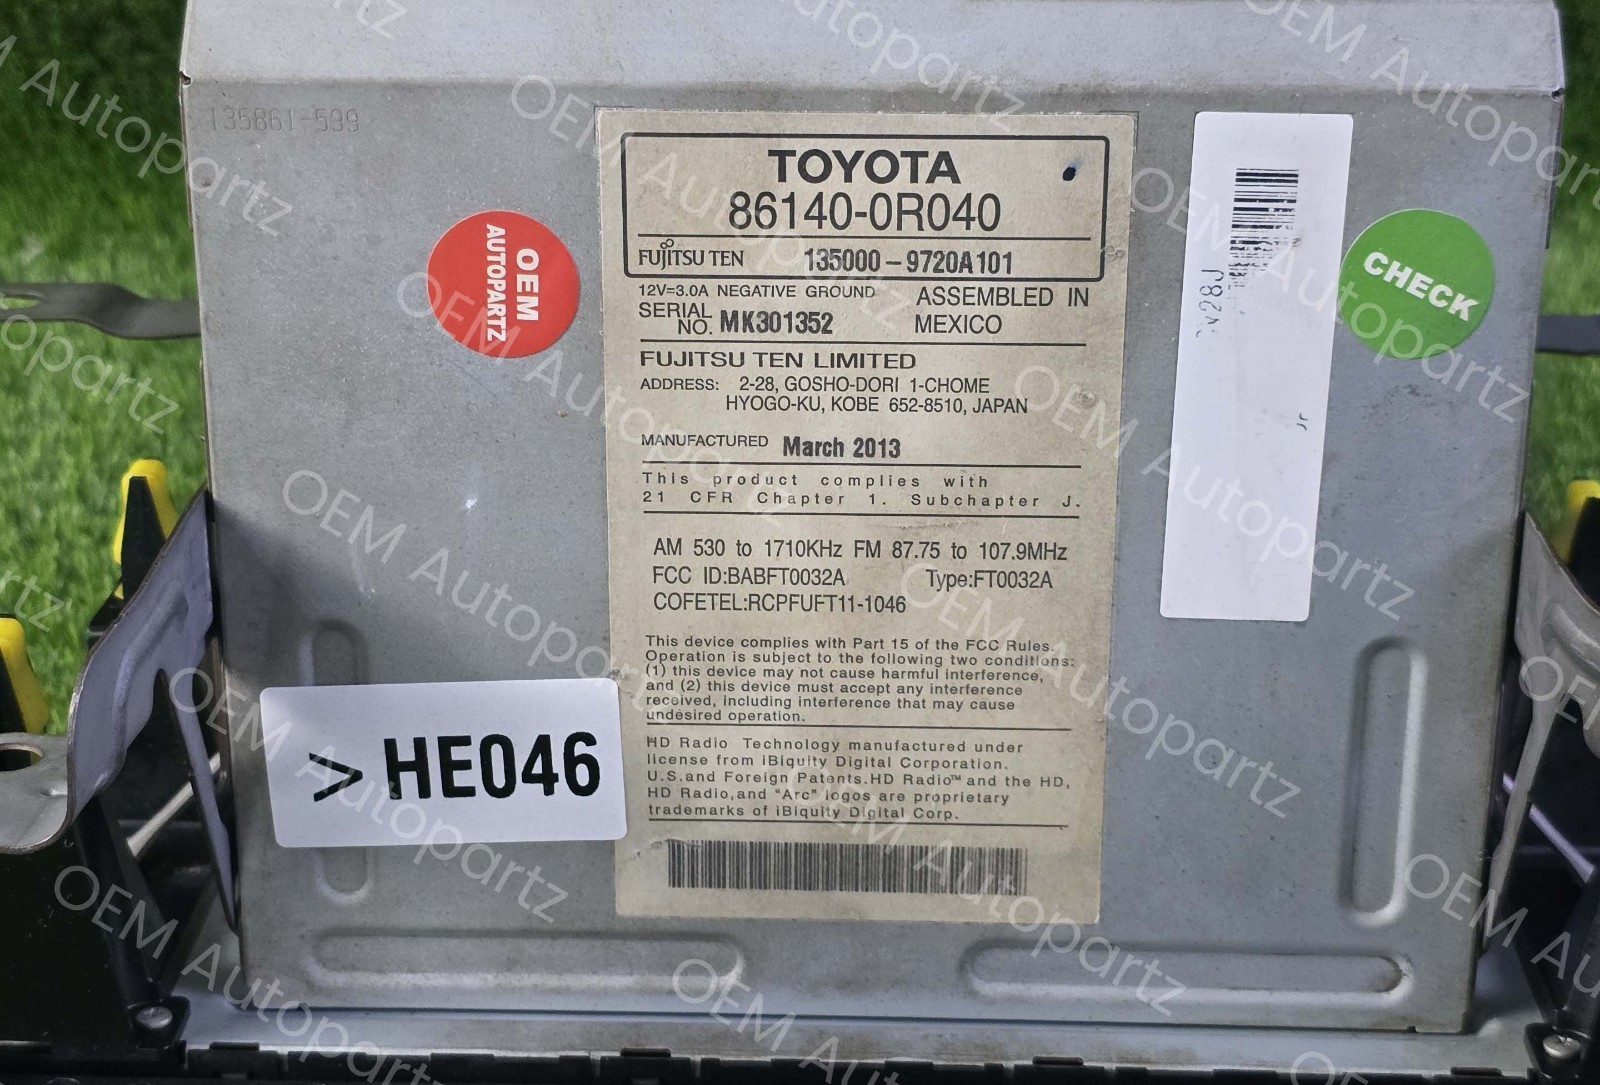 135861-599
TOYOTA
86140-0R040
FUJITSU TEN 135000-9720A101
12V=3.0A NEGATIVE GROUND
SERIAL NO. MK301352
ASSEMBLED IN
MEXICO
FUJITSU TEN LIMITED
ADDRESS: 2-28, GOSHO-DORI 1-CHOME
HYOGO-KU, KOBE 652-8510, JAPAN
MANUFACTURED March 2013
This product complies with
21 CFR Chapter 1. Subchapter J.
AM 530 to 1710KHz FM 87.75 to 107.9MHz
FCC ID:BABFT0032A Type:FT0032A
COFETEL:RCPFUFT11-1046
This device complies with Part 15 of the FCC Rules.
Operation is subject to the following two conditions:
(1) this device may not cause harmful interference,
and (2) this device must accept any interference
received, including interference that may cause
undesired operation.
HD Radio Technology manufactured under
license from iBiquity Digital Corporation.
U.S.and Foreign Patents.HD Radio™ and the HD,
HD Radio,and "Arc" logos are proprietary
trademarks of iBiquity Digital Corp.
OEM
AUTOPARTZ
CHECK
> HE046
OEM Autopartz